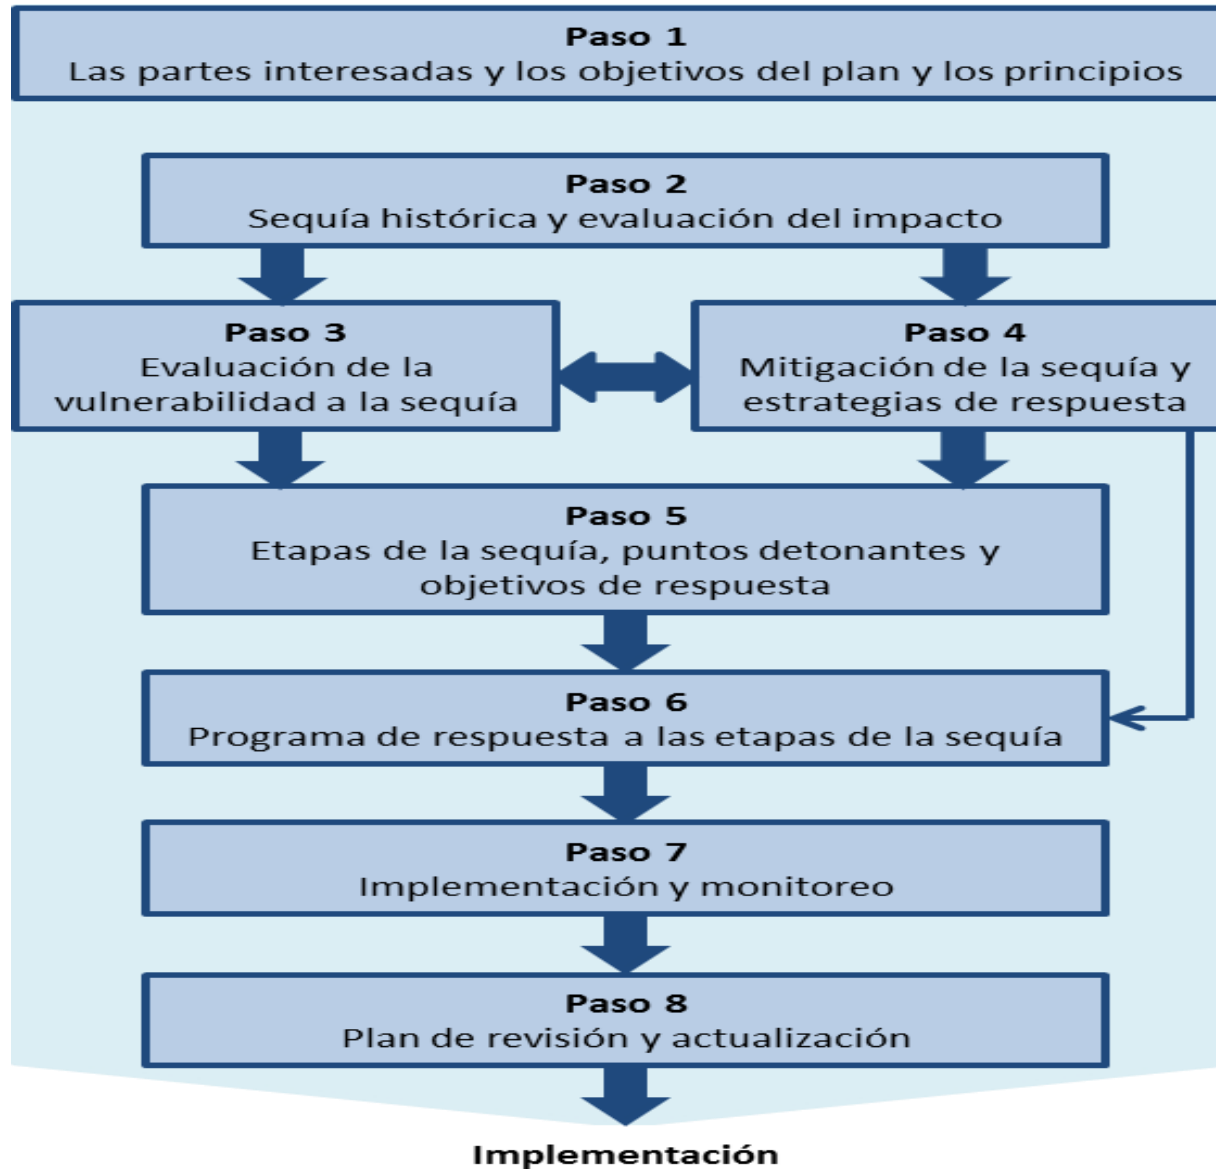 Paso 1
Las partes interesadas y los objetivos del plan y los principios
Paso 2
Sequía histórica y evaluación del impacto
Paso 3
Evaluación de la
vulnerabilidad a la sequía
Paso 4
Mitigación de la sequía y
estrategias de respuesta
Paso 5
Etapas de la sequía, puntos detonantes y
objetivos de respuesta
Paso 6
Programa de respuesta a las etapas de la sequía
Paso 7
Implementación y monitoreo
Paso 8
Plan de revisión y actualización
Implementación